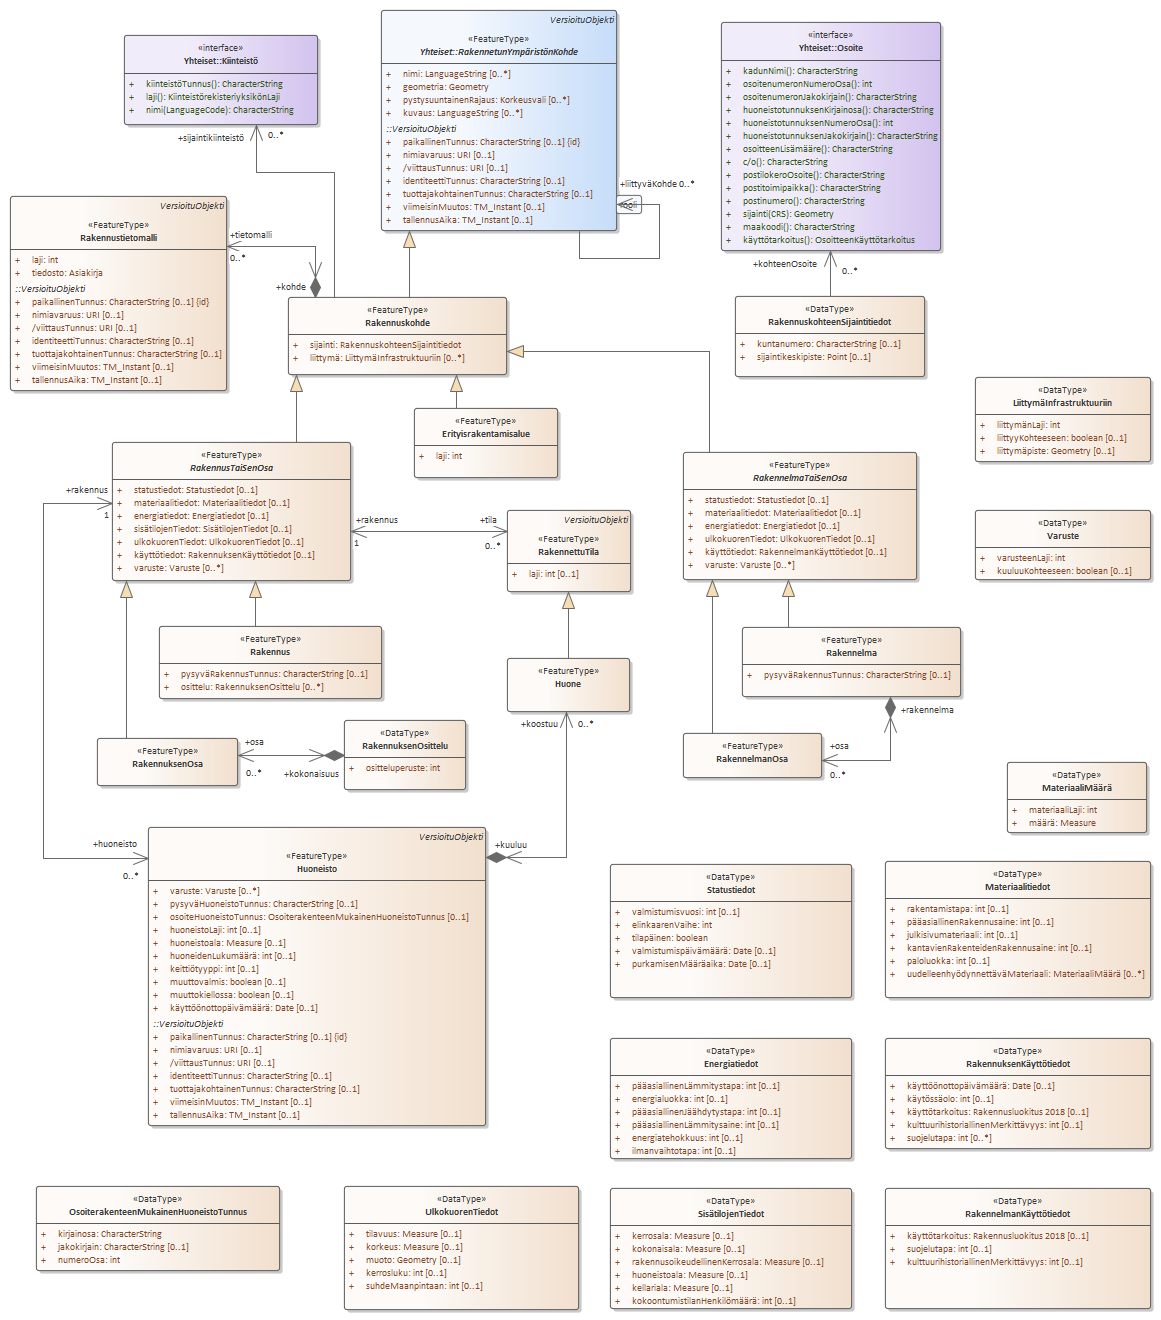 «interface»
Yhteiset::Kiinteistö
+ kiinteistöTunnus(): CharacterString
+ laji(): KiinteistörekisteriyksikönLaji
+ nimi(LanguageCode): CharacterString
+sijaintikiinteistö
0..*
VersioituObjekti
«FeatureType»
Yhteiset::RakennetunYmpäristönKohde
+ nimi: LanguageString [0..*]
+ geometria: Geometry
+ pystysuuntainenRajaus: Korkeusvali [0..*]
+ kuvaus: LanguageString [0..*]
::VersioituObjekti
+ paikallinenTunnus: CharacterString [0..1] {id}
+ nimiavaruus: URI [0..1]
+ /viittausTunnus: URI [0..1]
+ identeettiTunnus: CharacterString [0..1]
+ tuottajakohtainenTunnus: CharacterString [0..1]
+ viimeisinMuutos: TM_Instant [0..1]
+ tallennusAika: TM_Instant [0..1]
+liittyväKohde 0..*
rooli
«interface»
Yhteiset::Osoite
+ kadunNimi(): CharacterString
+ osoitenumeronNumeroOsa(): int
+ osoitenumeronJakokirjain(): CharacterString
+ huoneistotunnuksenKirjainosa(): CharacterString
+ huoneistotunnuksenNumeroOsa(): int
+ huoneistotunnuksenJakokirjain(): CharacterString
+ osoitteenLisämääre(): CharacterString
+ c/o(): CharacterString
+ postilokeroOsoite(): CharacterString
+ postitoimipaikka(): CharacterString
+ postinumero(): CharacterString
+ sijainti(CRS): Geometry
+ maakoodi(): CharacterString
+ käyttötarkoitus(): OsoitteenKäyttötarkoitus
+kohteenOsoite
0..*
VersioituObjekti
«FeatureType»
Rakennustietomalli
+ laji: int
+ tiedosto: Asiakirja
::VersioituObjekti
+ paikallinenTunnus: CharacterString [0..1] {id}
+ nimiavaruus: URI [0..1]
+ /viittausTunnus: URI [0..1]
+ identeettiTunnus: CharacterString [0..1]
+ tuottajakohtainenTunnus: CharacterString [0..1]
+ viimeisinMuutos: TM_Instant [0..1]
+ tallennusAika: TM_Instant [0..1]
+tietomalli
0..*
+kohde
«FeatureType»
Rakennuskohde
+ sijainti: RakennuskohteenSijaintitiedot
+ liittymä: LiittymäInfrastruktuuriin [0..*]
«DataType»
RakennuskohteenSijaintitiedot
+ kuntanumero: CharacterString [0..1]
+ sijaintikeskipiste: Point [0..1]
«DataType»
LiittymäInfrastruktuuriin
+ liittymänLaji: int
+ liittyyKohteeseen: boolean [0..1]
+ liittymäpiste: Geometry [0..1]
«FeatureType»
Erityisrakentamisalue
+ laji: int
«FeatureType»
RakennusTaiSenOsa
+ statustiedot: Statustiedot [0..1]
+ materiaalitiedot: Materiaalitiedot [0..1]
+ energiatiedot: Energiatiedot [0..1]
+ sisätilojenTiedot: SisätilojenTiedot [0..1]
+ ulkokuorenTiedot: UlkokuorenTiedot [0..1]
+ käyttötiedot: RakennuksenKäyttötiedot [0..1]
+ varuste: Varuste [0..*]
+rakennus
1
+rakennus
1
+tila
0..*
VersioituObjekti
«FeatureType»
RakennettuTila
+ laji: int [0..1]
«FeatureType»
RakennelmaTaiSenOsa
+ statustiedot: Statustiedot [0..1]
+ materiaalitiedot: Materiaalitiedot [0..1]
+ energiatiedot: Energiatiedot [0..1]
+ ulkokuorenTiedot: UlkokuorenTiedot [0..1]
+ käyttötiedot: RakennelmanKäyttötiedot [0..1]
+ varuste: Varuste [0..*]
«DataType»
Varuste
+ varusteenLaji: int
+ kuuluuKohteeseen: boolean [0..1]
«FeatureType»
Rakennus
+ pysyväRakennusTunnus: CharacterString [0..1]
+ osittelu: RakennuksenOsittelu [0..*]
«FeatureType»
Huone
+koostuu
0..*
«FeatureType»
Rakennelma
+ pysyväRakennusTunnus: CharacterString [0..1]
+rakennelma
«FeatureType»
RakennuksenOsa
+osa
0..*
+kokonaisuus
«DataType»
RakennuksenOsittelu
+ ositteluperuste: int
«FeatureType»
RakennelmanOsa
+osa
0..*
«DataType»
MateriaaliMäärä
+ materiaaliLaji: int
+ määrä: Measure
+huoneisto
0..*
+kuuluu
VersioituObjekti
«FeatureType»
Huoneisto
+ varuste: Varuste [0..*]
+ pysyväHuoneistoTunnus: CharacterString [0..1]
+ osoiteHuoneistoTunnus: OsoiterakenteenMukainenHuoneistoTunnus [0..1]
+ huoneistoLaji: int [0..1]
+ huoneistoala: Measure [0..1]
+ huoneidenLukumäärä: int [0..1]
+ keittiötyyppi: int [0..1]
+ muuttovalmis: boolean [0..1]
+ muuttokiellossa: boolean [0..1]
+ käyttöönottopäivämäärä: Date [0..1]
::VersioituObjekti
+ paikallinenTunnus: CharacterString [0..1] {id}
+ nimiavaruus: URI [0..1]
+ /viittausTunnus: URI [0..1]
+ identeettiTunnus: CharacterString [0..1]
+ tuottajakohtainenTunnus: CharacterString [0..1]
+ viimeisinMuutos: TM_Instant [0..1]
+ tallennusAika: TM_Instant [0..1]
«DataType»
Statustiedot
+ valmistumisvuosi: int [0..1]
+ elinkaarenVaihe: int
+ tilapäinen: boolean
+ valmistumispäivämäärä: Date [0..1]
+ purkamisenMääräaika: Date [0..1]
«DataType»
Materiaalitiedot
+ rakentamistapa: int [0..1]
+ pääasiallinenRakennusaine: int [0..1]
+ julkisivumateriaali: int [0..1]
+ kantavienRakenteidenRakennusaine: int [0..1]
+ paloluokka: int [0..1]
+ uudelleenhyödynnettäväMateriaali: MateriaaliMäärä [0..*]
«DataType»
Energiatiedot
+ pääasiallinenLämmitystapa: int [0..1]
+ energialuokka: int [0..1]
+ pääasiallinenJäähdytystapa: int [0..1]
+ pääasiallinenLämmitysaine: int [0..1]
+ energiatehokkuus: int [0..1]
+ ilmanvaihtotapa: int [0..1]
«DataType»
RakennuksenKäyttötiedot
+ käyttöönottopäivämäärä: Date [0..1]
+ käytössäolo: int [0..1]
+ käyttötarkoitus: Rakennusluokitus 2018 [0..1]
+ kulttuurihistoriallinenMerkittävyys: int [0..1]
+ suojelutapa: int [0..*]
«DataType»
OsoiterakenteenMukainenHuoneistoTunnus
+ kirjainosa: CharacterString
+ jakokirjain: CharacterString [0..1]
+ numeroOsa: int
«DataType»
UlkokuorenTiedot
+ tilavuus: Measure [0..1]
+ korkeus: Measure [0..1]
+ muoto: Geometry [0..1]
+ kerrosluku: int [0..1]
+ suhdeMaanpintaan: int [0..1]
«DataType»
SisätilojenTiedot
+ kerrosala: Measure [0..1]
+ kokonaisala: Measure [0..1]
+ rakennusoikeudellinenKerrosala: Measure [0..1]
+ huoneistoala: Measure [0..1]
+ kellariala: Measure [0..1]
+ kokoontumistilanHenkilömäärä: int [0..1]
«DataType»
RakennelmanKäyttötiedot
+ käyttötarkoitus: Rakennusluokitus 2018 [0..1]
+ suojelutapa: int [0..1]
+ kulttuurihistoriallinenMerkittävyys: int [0..1]